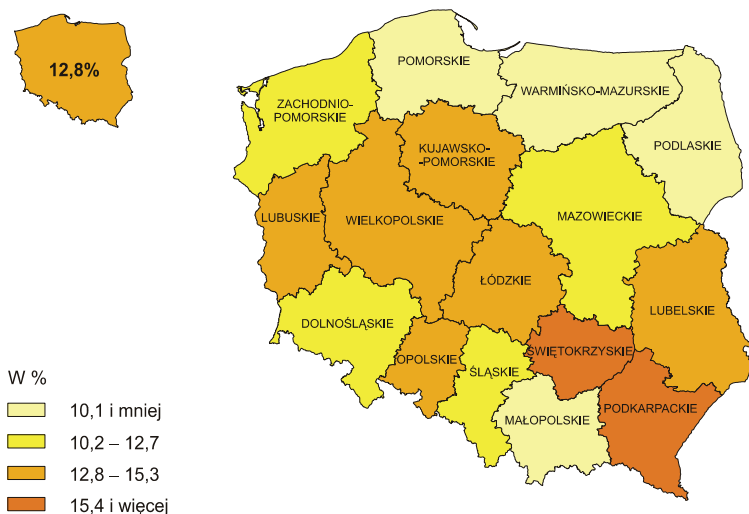 12,8%
POMORSKIE
ZACHODNIO-
POMORSKIE
WARMIŃSKO-MAZURSKIE
PODLASKIE
KUJAWSKO-
-POMORSKIE
LUBUSKIE
WIELKOPOLSKIE
MAZOWIECKIE
ŁÓDZKIE
LUBELSKIE
DOLNOŚLĄSKIE
OPOLSKIE
ŚLĄSKIE
ŚWIĘTOKRZYSKIE
MAŁOPOLSKIE
PODKARPACKIE
W %
10,1 i mniej
10,2 – 12,7
12,8 – 15,3
15,4 i więcej